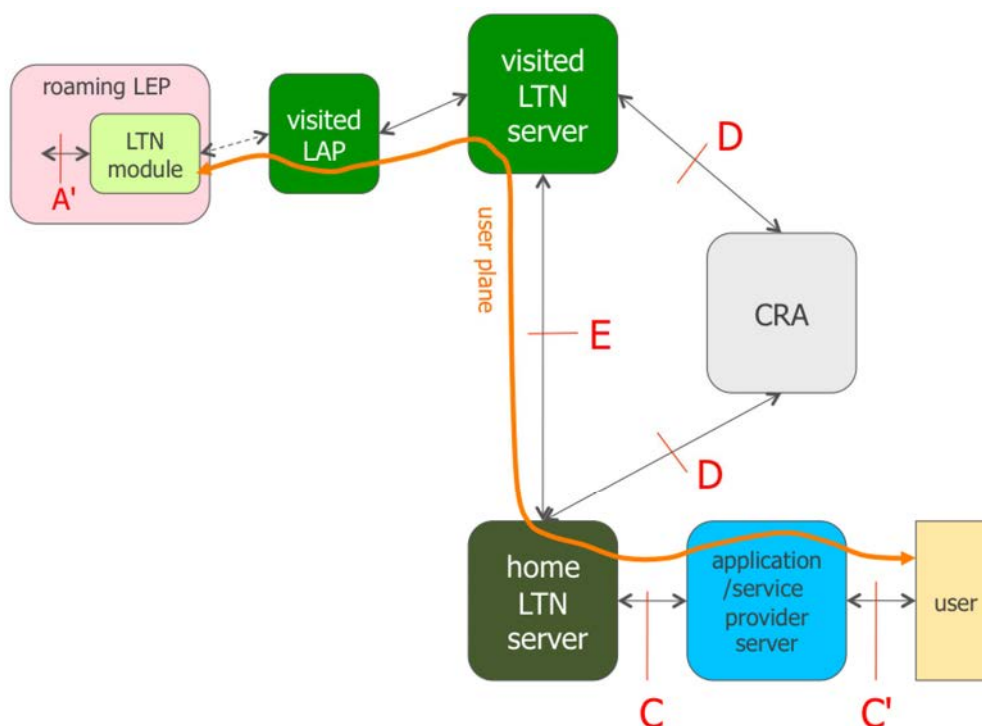 roaming LEP
LTN
module
A'
visited
LAP
visited
LTN
server
D
user plane
E
CRA
D
home
LTN
server
application
/service
provider
server
user
C
C'